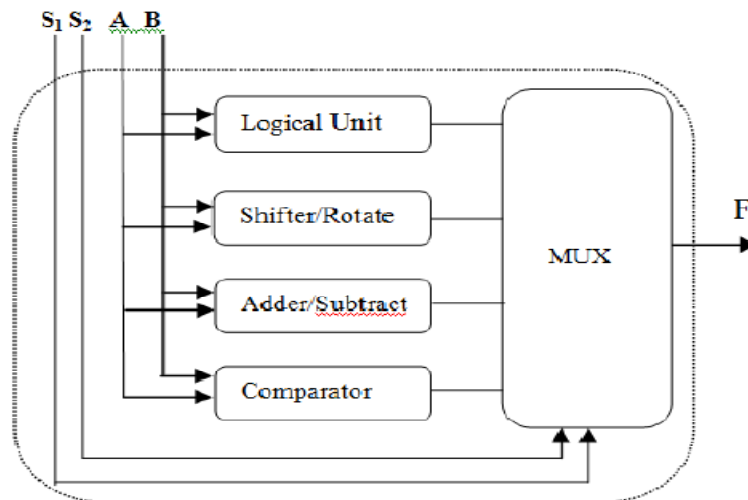 S₁ S₂ A B
Logical Unit
Shifter/Rotate
Adder/Subtract
Comparator
MUX
F